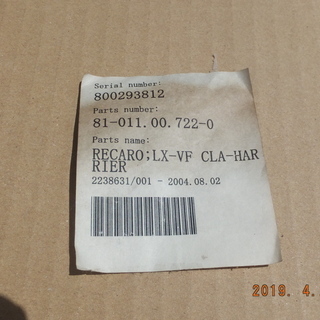 Serial number:
800293812
Parts number:
81-011.00.722-0
Parts name:
RECARO;LX-VF CLA-HAR
RIER
2238631/001 - 2004.08.02
2019. 4.